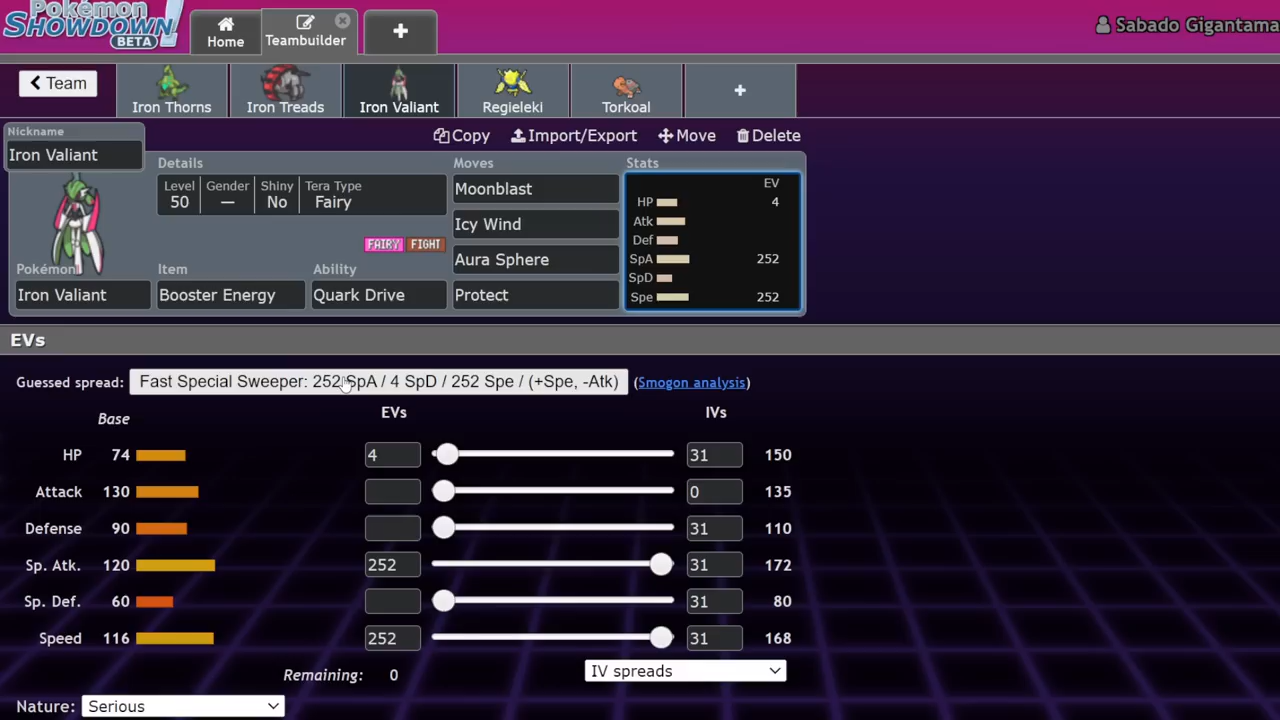 Pokémon
SHOWDOWN!
BETA
Home
Teambuilder
+
Sabado Gigantama
Team
Iron Thorns
Iron Treads
Iron Valiant
Regieleki
Torkoal
+
Copy
Import/Export
Move
Delete
Nickname
Iron Valiant
Details
Level
50
Gender
—
Shiny
No
Tera Type
Fairy
FAIRY FIGHT
Pokémon
Iron Valiant
Item
Booster Energy
Ability
Quark Drive
Moves
Moonblast
Icy Wind
Aura Sphere
Protect
Stats
EV
HP 4
Atk
Def
SpA 252
SpD
Spe 252
EVs
Guessed spread: Fast Special Sweeper: 252 SpA / 4 SpD / 252 Spe / (+Spe, -Atk) (Smogon analysis)
Base EVs IVs
HP 74 4 31 150
Attack 130 0 135
Defense 90 31 110
Sp. Atk. 120 252 31 172
Sp. Def. 60 31 80
Speed 116 252 31 168
Remaining: 0 IV spreads
Nature: Serious